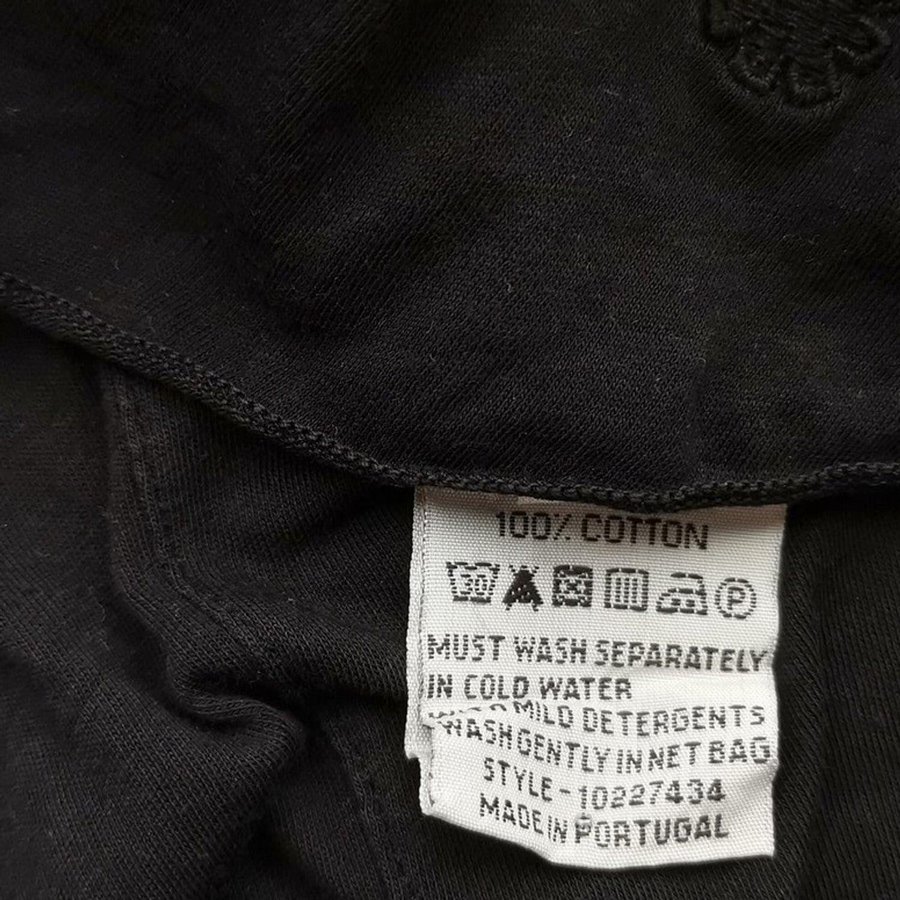 100% COTTON
30 P
MUST WASH SEPARATELY
IN COLD WATER
MILD DETERGENTS
WASH GENTLY IN NET BAG
STYLE - 10227434
MADE IN PORTUGAL